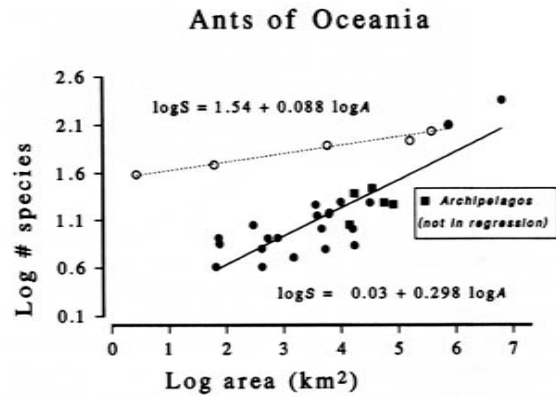 Ants of Oceania
2.6
2.1
1.6
1.1
0.6
0.1
Log # species
logS = 1.54 + 0.088 logA
■ Archipelagos
(not in regression)
logS = 0.03 + 0.298 logA
0 1 2 3 4 5 6 7
Log area (km²)